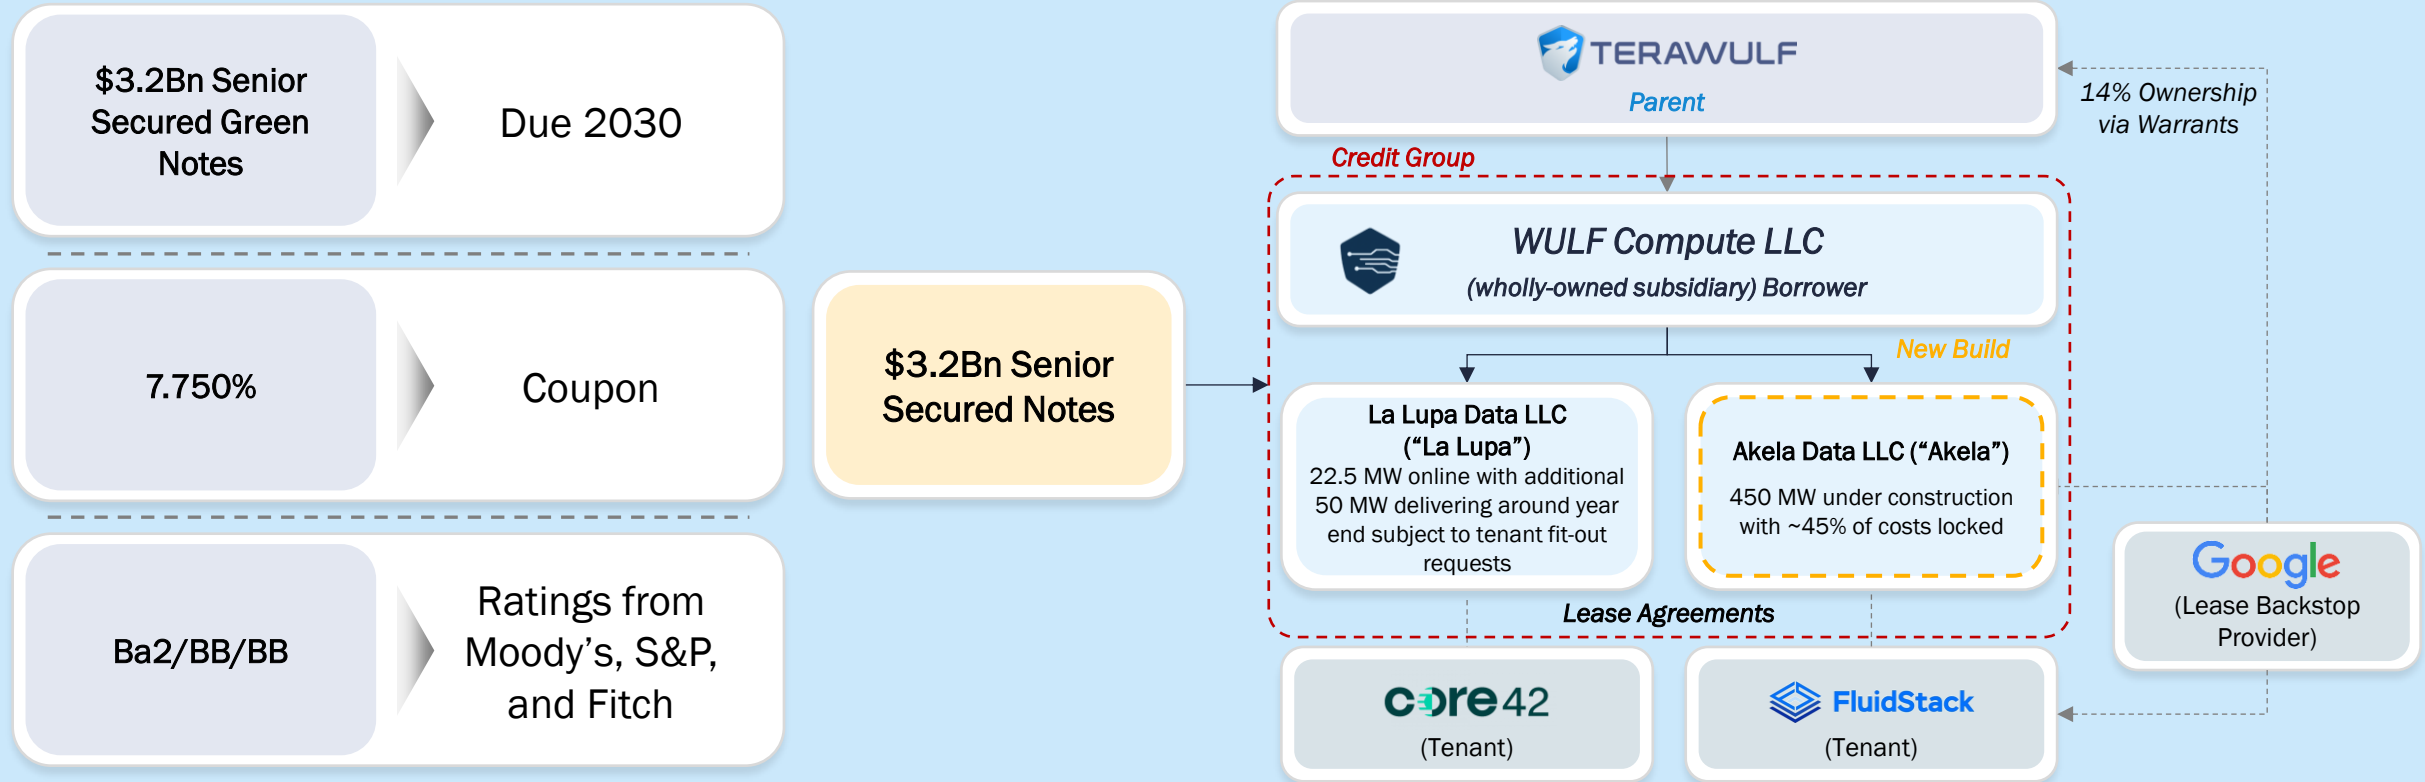 $3.2Bn Senior
Secured Green
Notes
Due 2030
7.750%
Coupon
Ba2/BB/BB
Ratings from
Moody's, S&P,
and Fitch
$3.2Bn Senior
Secured Notes
TERAWULF
Parent
14% Ownership
via Warrants
Credit Group
WULF Compute LLC
(wholly-owned subsidiary) Borrower
New Build
La Lupa Data LLC
(“La Lupa”)
22.5 MW online with additional
50 MW delivering around year
end subject to tenant fit-out
requests
Akela Data LLC (“Akela”)
450 MW under construction
with ~45% of costs locked
Lease Agreements
Google
(Lease Backstop
Provider)
core42
(Tenant)
FluidStack
(Tenant)